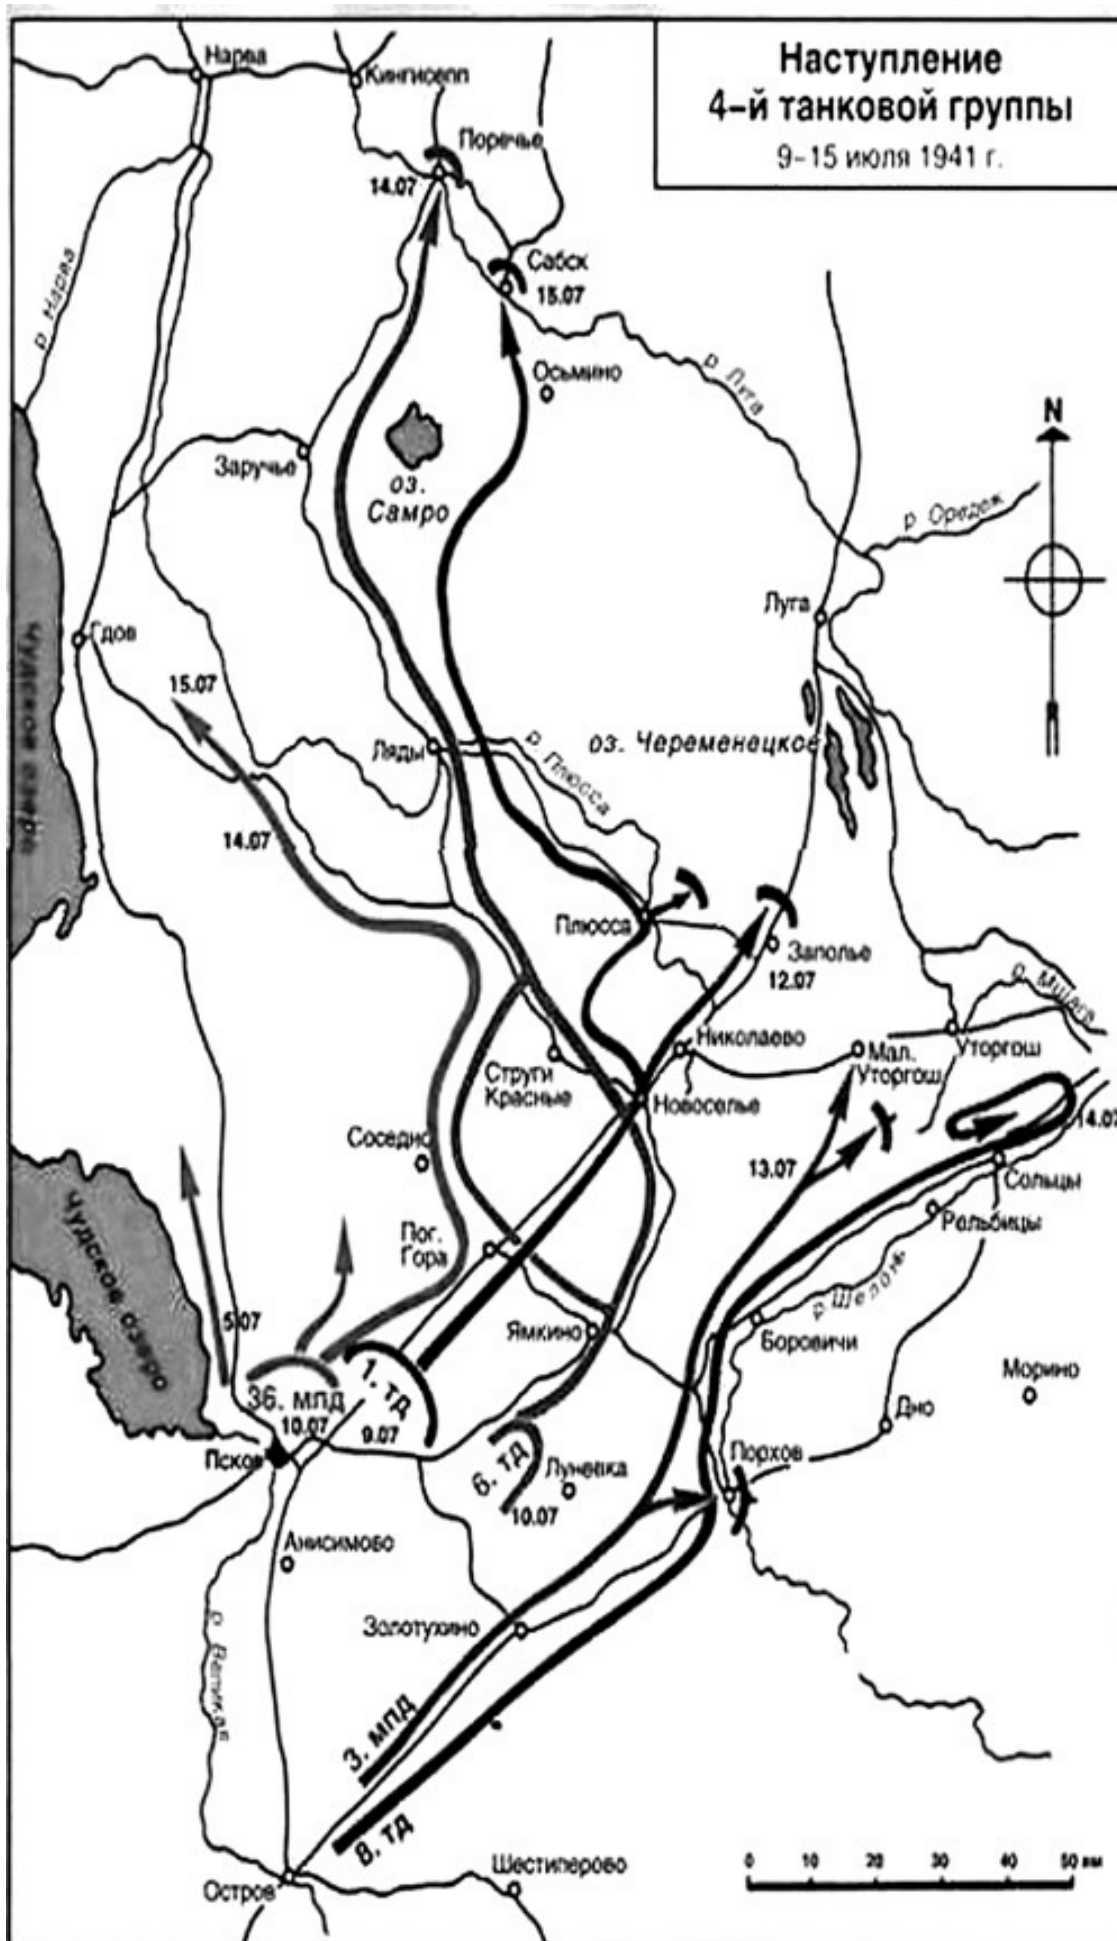 Наступление
4-й танковой группы
9-15 июля 1941 г.
Нарва
Кингисепп
Поречье
14.07
р. Нарва
Сабск
15.07
Осьмино
р. Луга
N
Заручье
оз.
Самро
р. Оредеж
Луга
Гдов
Чудское озеро
15.07
Ляды
р. Плюсса
оз. Череменецкое
14.07
Плюсса
Заполье
12.07
р. Мшага
Николаево
Мал.
Уторгош
Уторгош
Струги
Красные
Новоселье
14.07
Соседно
13.07
Сольцы
Чудское озеро
Пог.
Гора
Рельбицы
р. Шелонь
5.07
Ямкино
Боровичи
1. тд
36. мпд
10.07
9.07
Морино
Дно
Псков
6. тд
Луневка
10.07
Порхов
Анисимово
Золотухино
р. Великая
3. мпд
8. тд
Остров
Шестиперово
0 10 20 30 40 50 км